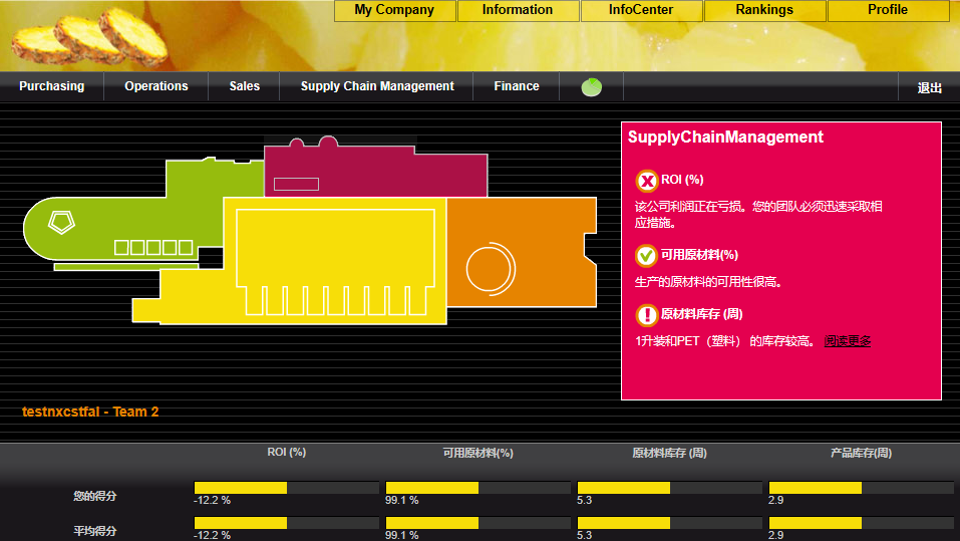 My Company Information InfoCenter Rankings Profile
Purchasing Operations Sales Supply Chain Management Finance 退出
SupplyChainManagement
ROI (%)
该公司利润正在亏损。您的团队必须迅速采取相
应措施。
可用原材料(%)
生产的原材料的可用性很高。
原材料库存 (周)
1升装和PET（塑料） 的库存较高。 阅读更多
testnxcstfal - Team 2
ROI (%) 可用原材料(%) 原材料库存 (周) 产品库存(周)
您的得分 -12.2 % 99.1 % 5.3 2.9
平均得分 -12.2 % 99.1 % 5.3 2.9